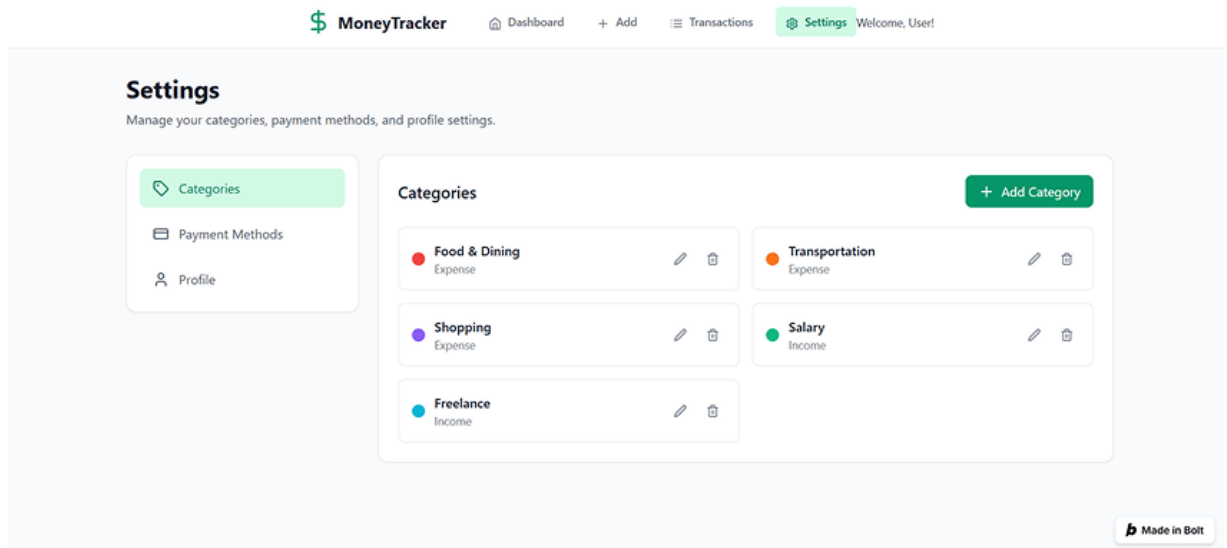 MoneyTracker Dashboard + Add Transactions Settings Welcome, User!
Settings
Manage your categories, payment methods, and profile settings.
Categories
Payment Methods
Profile
Categories
+ Add Category
Food & Dining
Expense
Transportation
Expense
Shopping
Expense
Salary
Income
Freelance
Income
b Made in Bolt